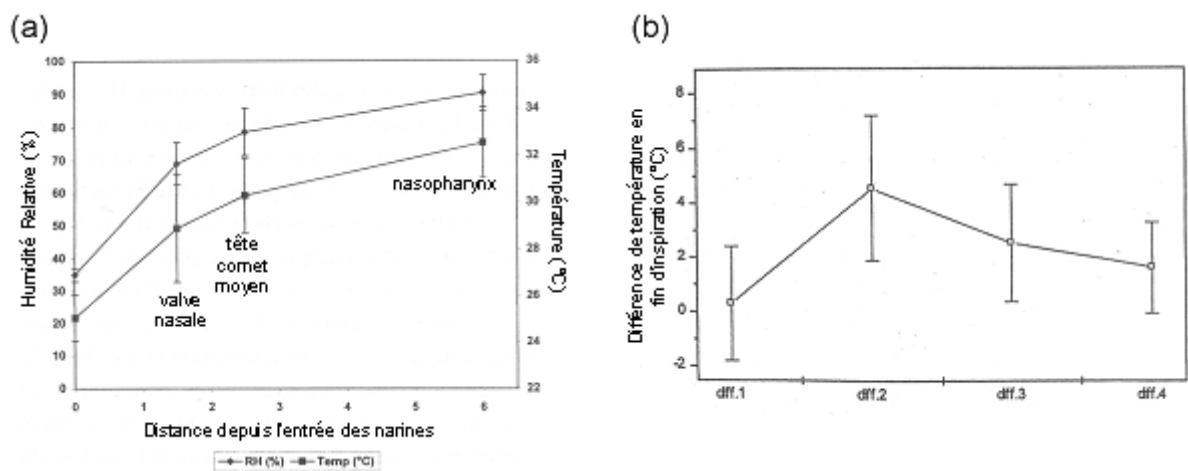 (a)
Humidité Relative (%)
100
90
80
70
60
50
40
30
20
10
0
36
34
32
30
28
26
24
22
Température (°C)
valve
nasale
tête
cornet
moyen
nasopharynx
0
1
2
3
4
5
6
Distance depuis l'entrée des narines
RH (%)
Temp (°C)
(b)
Différence de température en
fin d'inspiration (°C)
8
6
4
2
0
-2
dff.1
dff.2
dff.3
dff.4